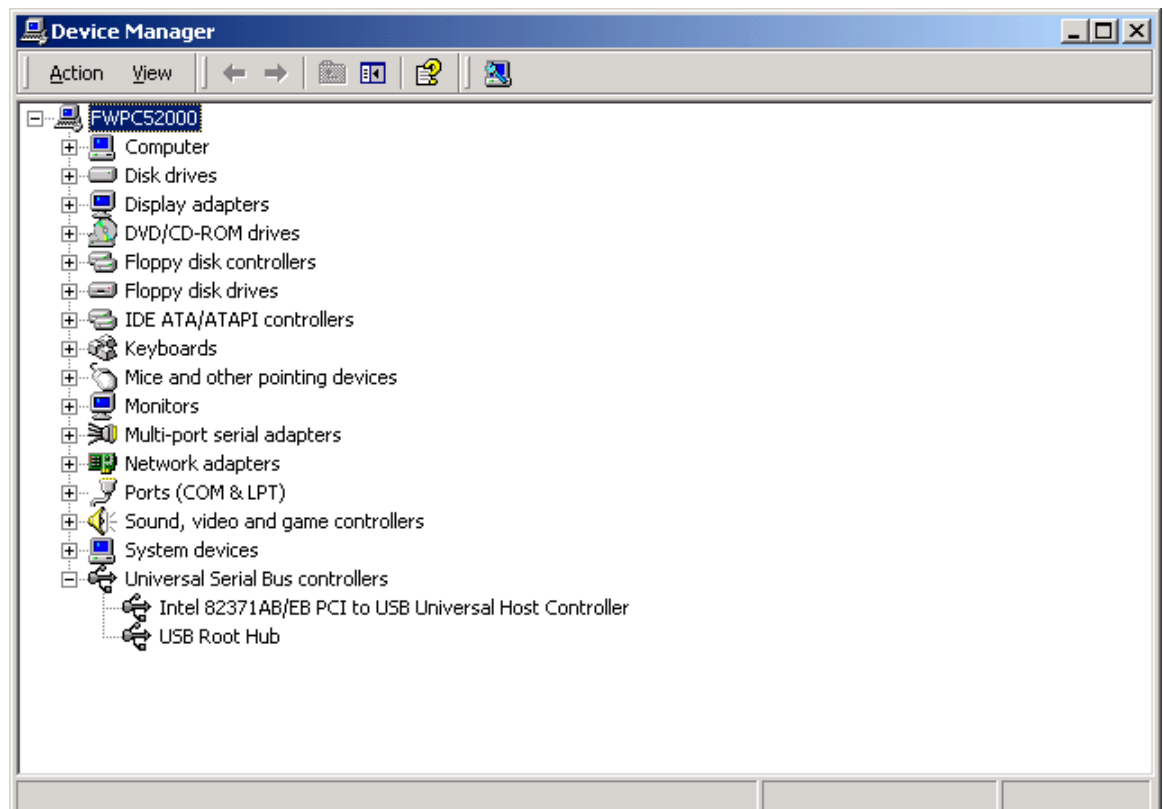 Device Manager
Action View
FWPC52000
Computer
Disk drives
Display adapters
DVD/CD-ROM drives
Floppy disk controllers
Floppy disk drives
IDE ATA/ATAPI controllers
Keyboards
Mice and other pointing devices
Monitors
Multi-port serial adapters
Network adapters
Ports (COM & LPT)
Sound, video and game controllers
System devices
Universal Serial Bus controllers
Intel 82371AB/EB PCI to USB Universal Host Controller
USB Root Hub